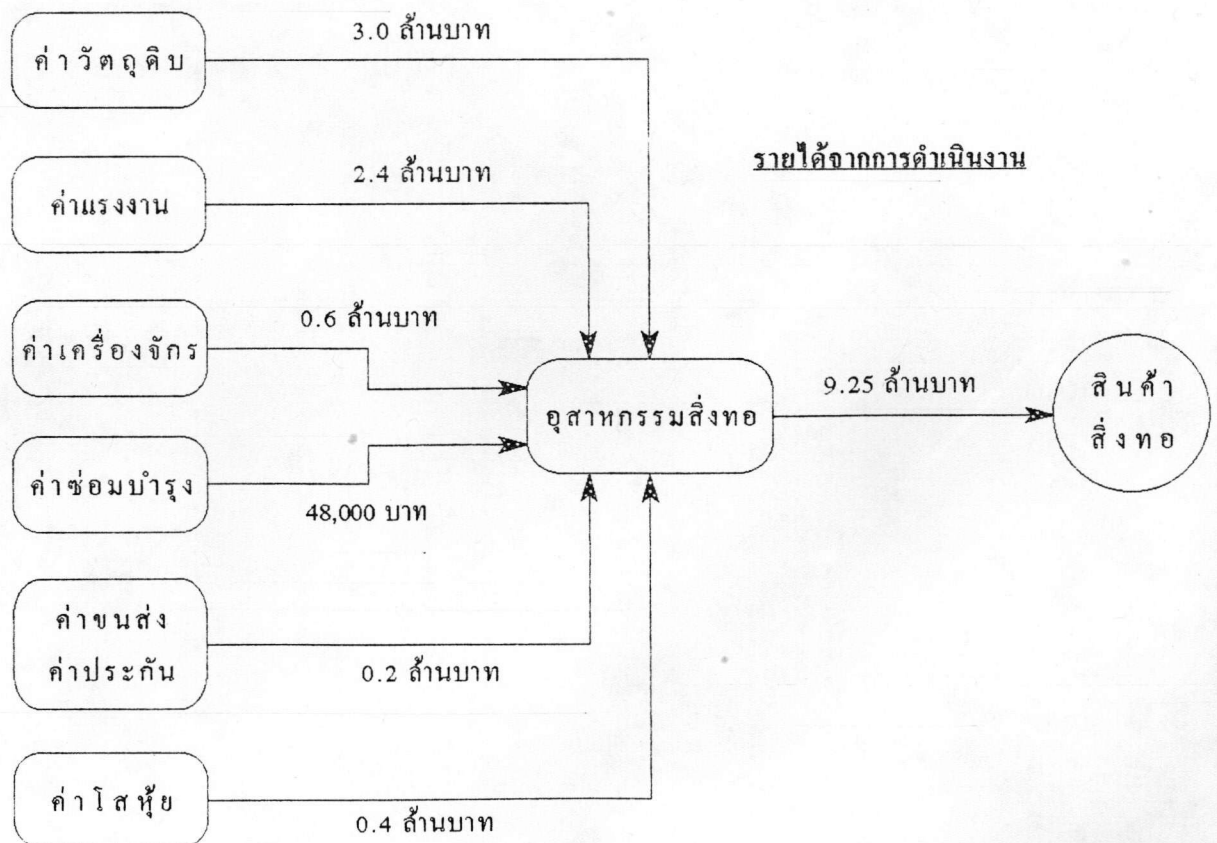 3.0 ล้านบาท
ค่าวัตถุดิบ
รายได้จากการดำเนินงาน
2.4 ล้านบาท
ค่าแรงงาน
0.6 ล้านบาท
ค่าเครื่องจักร
9.25 ล้านบาท
อุสาหกรรมสิ่งทอ
สินค้า
สิ่งทอ
ค่าซ่อมบำรุง
48,000 บาท
ค่าขนส่ง
ค่าประกัน
0.2 ล้านบาท
ค่าโสหุ้ย
0.4 ล้านบาท